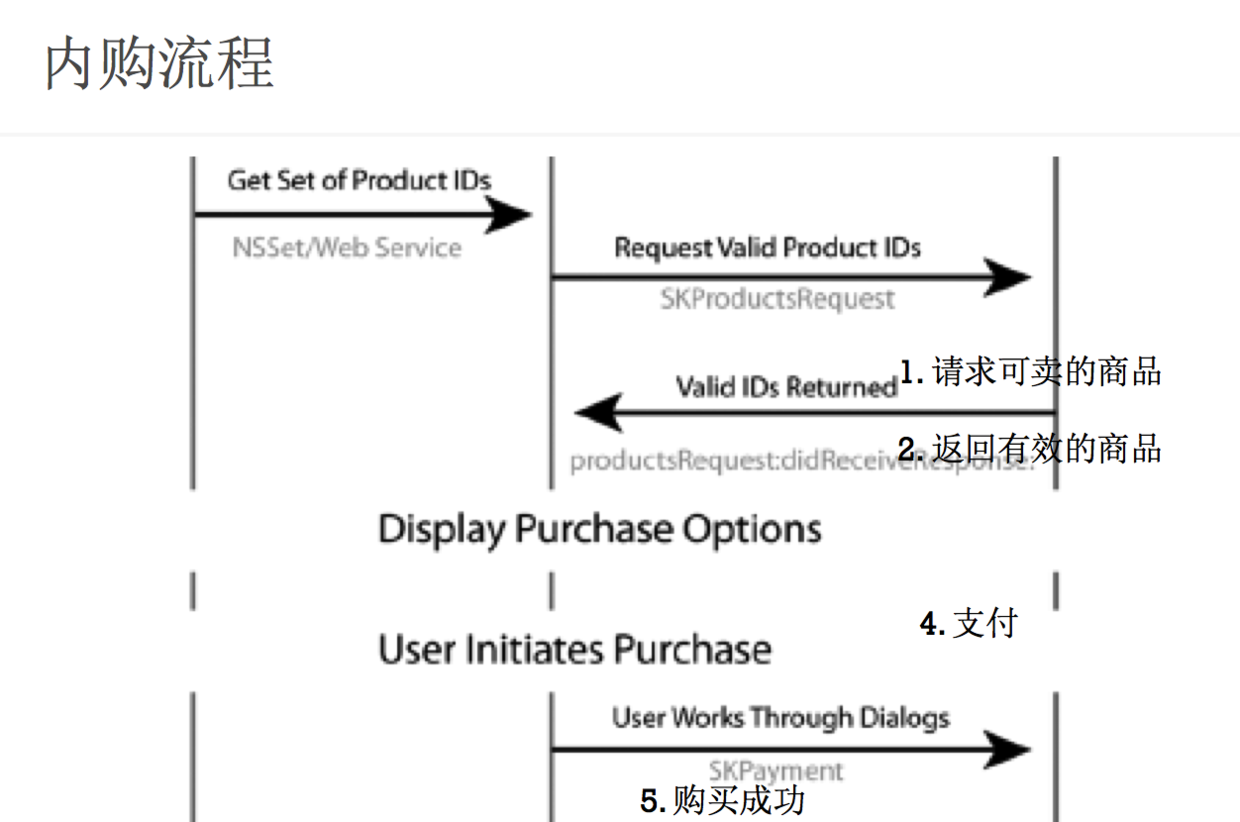 内购流程
Get Set of Product IDs
NSSet/Web Service
Request Valid Product IDs
SKProductsRequest
1. 请求可卖的商品
Valid IDs Returned
2. 返回有效的商品
productsRequest:didReceiveResponse:
Display Purchase Options
4. 支付
User Initiates Purchase
User Works Through Dialogs
SKPayment
5. 购买成功